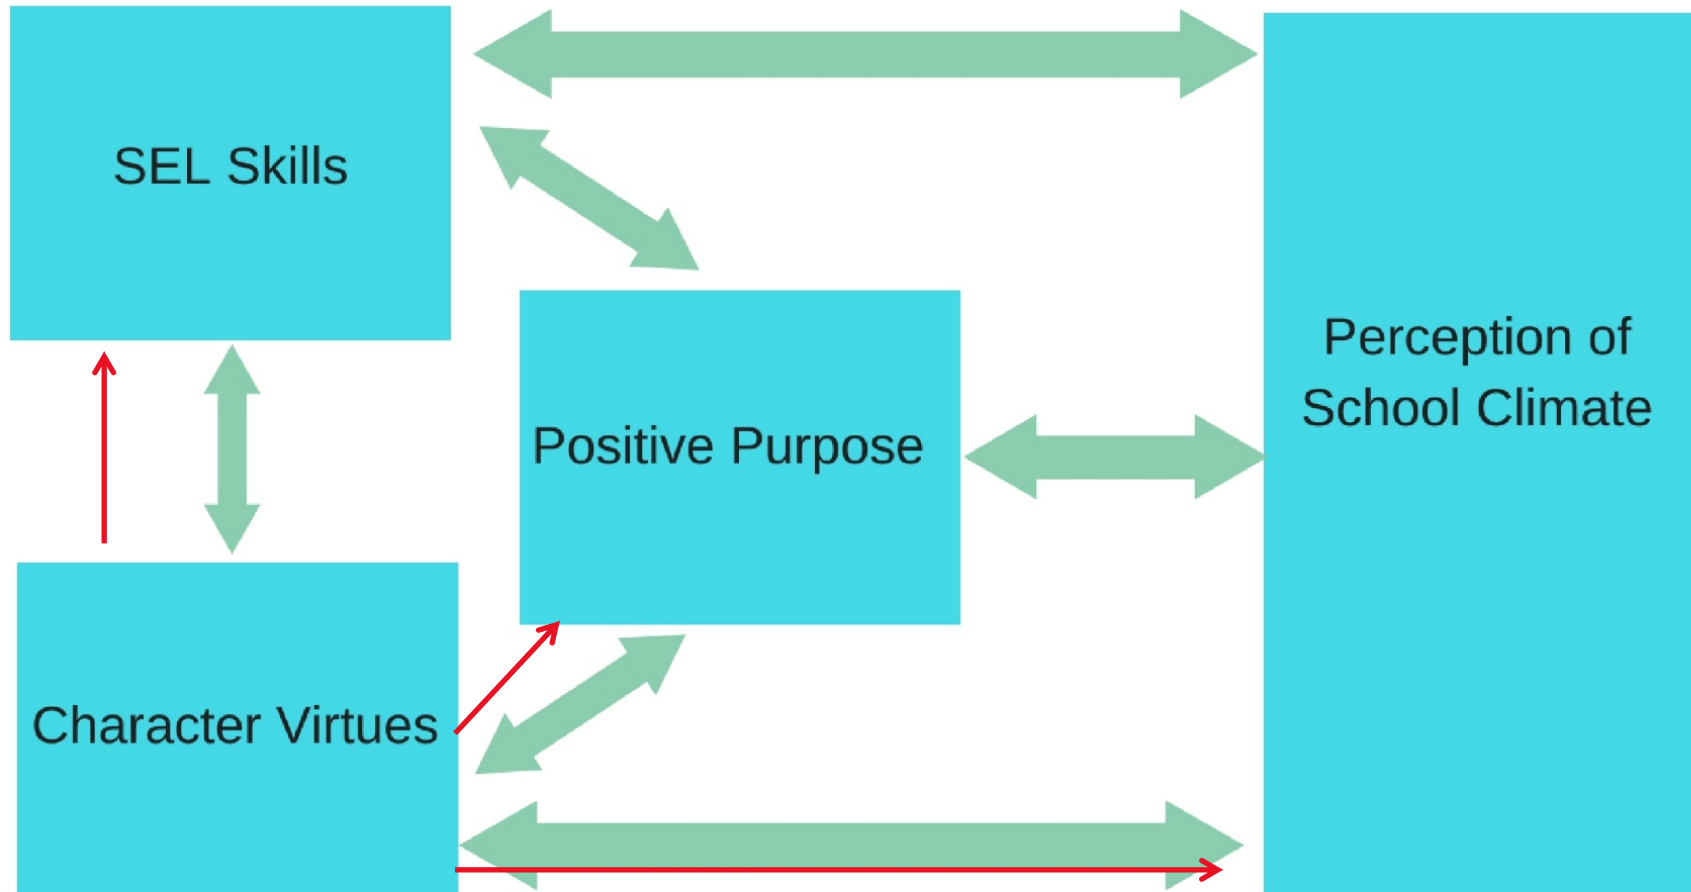 SEL Skills
Positive Purpose
Perception of
School Climate
Character Virtues